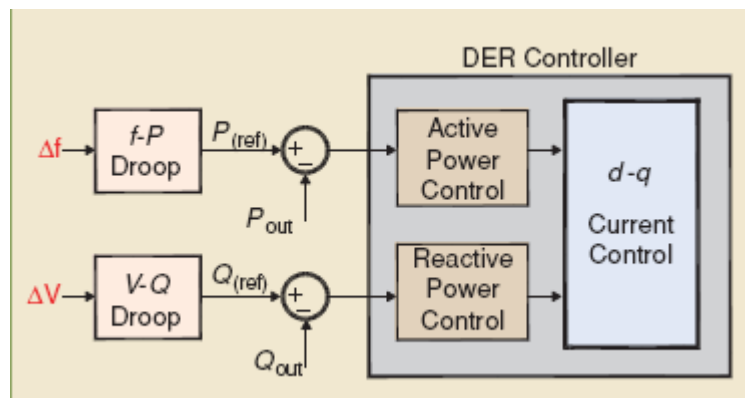 DER Controller
Δf
f-P
Droop
P(ref)
+
−
Pout
Active
Power
Control
d-q
Current
Control
ΔV
V-Q
Droop
Q(ref)
+
−
Qout
Reactive
Power
Control